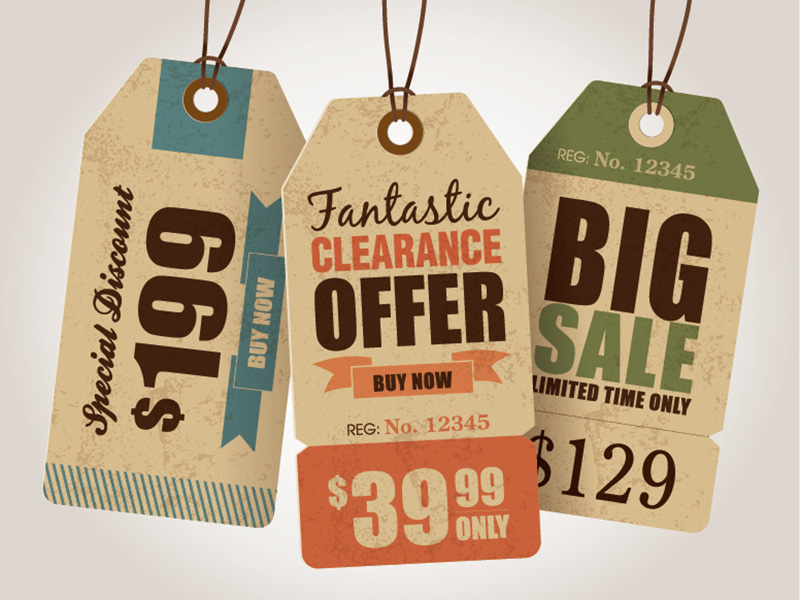 Special Discount
$199
BUY NOW
Fantastic
CLEARANCE
OFFER
BUY NOW
REG: No. 12345
$39 99
ONLY
REG: No. 12345
BIG
SALE
LIMITED TIME ONLY
$129